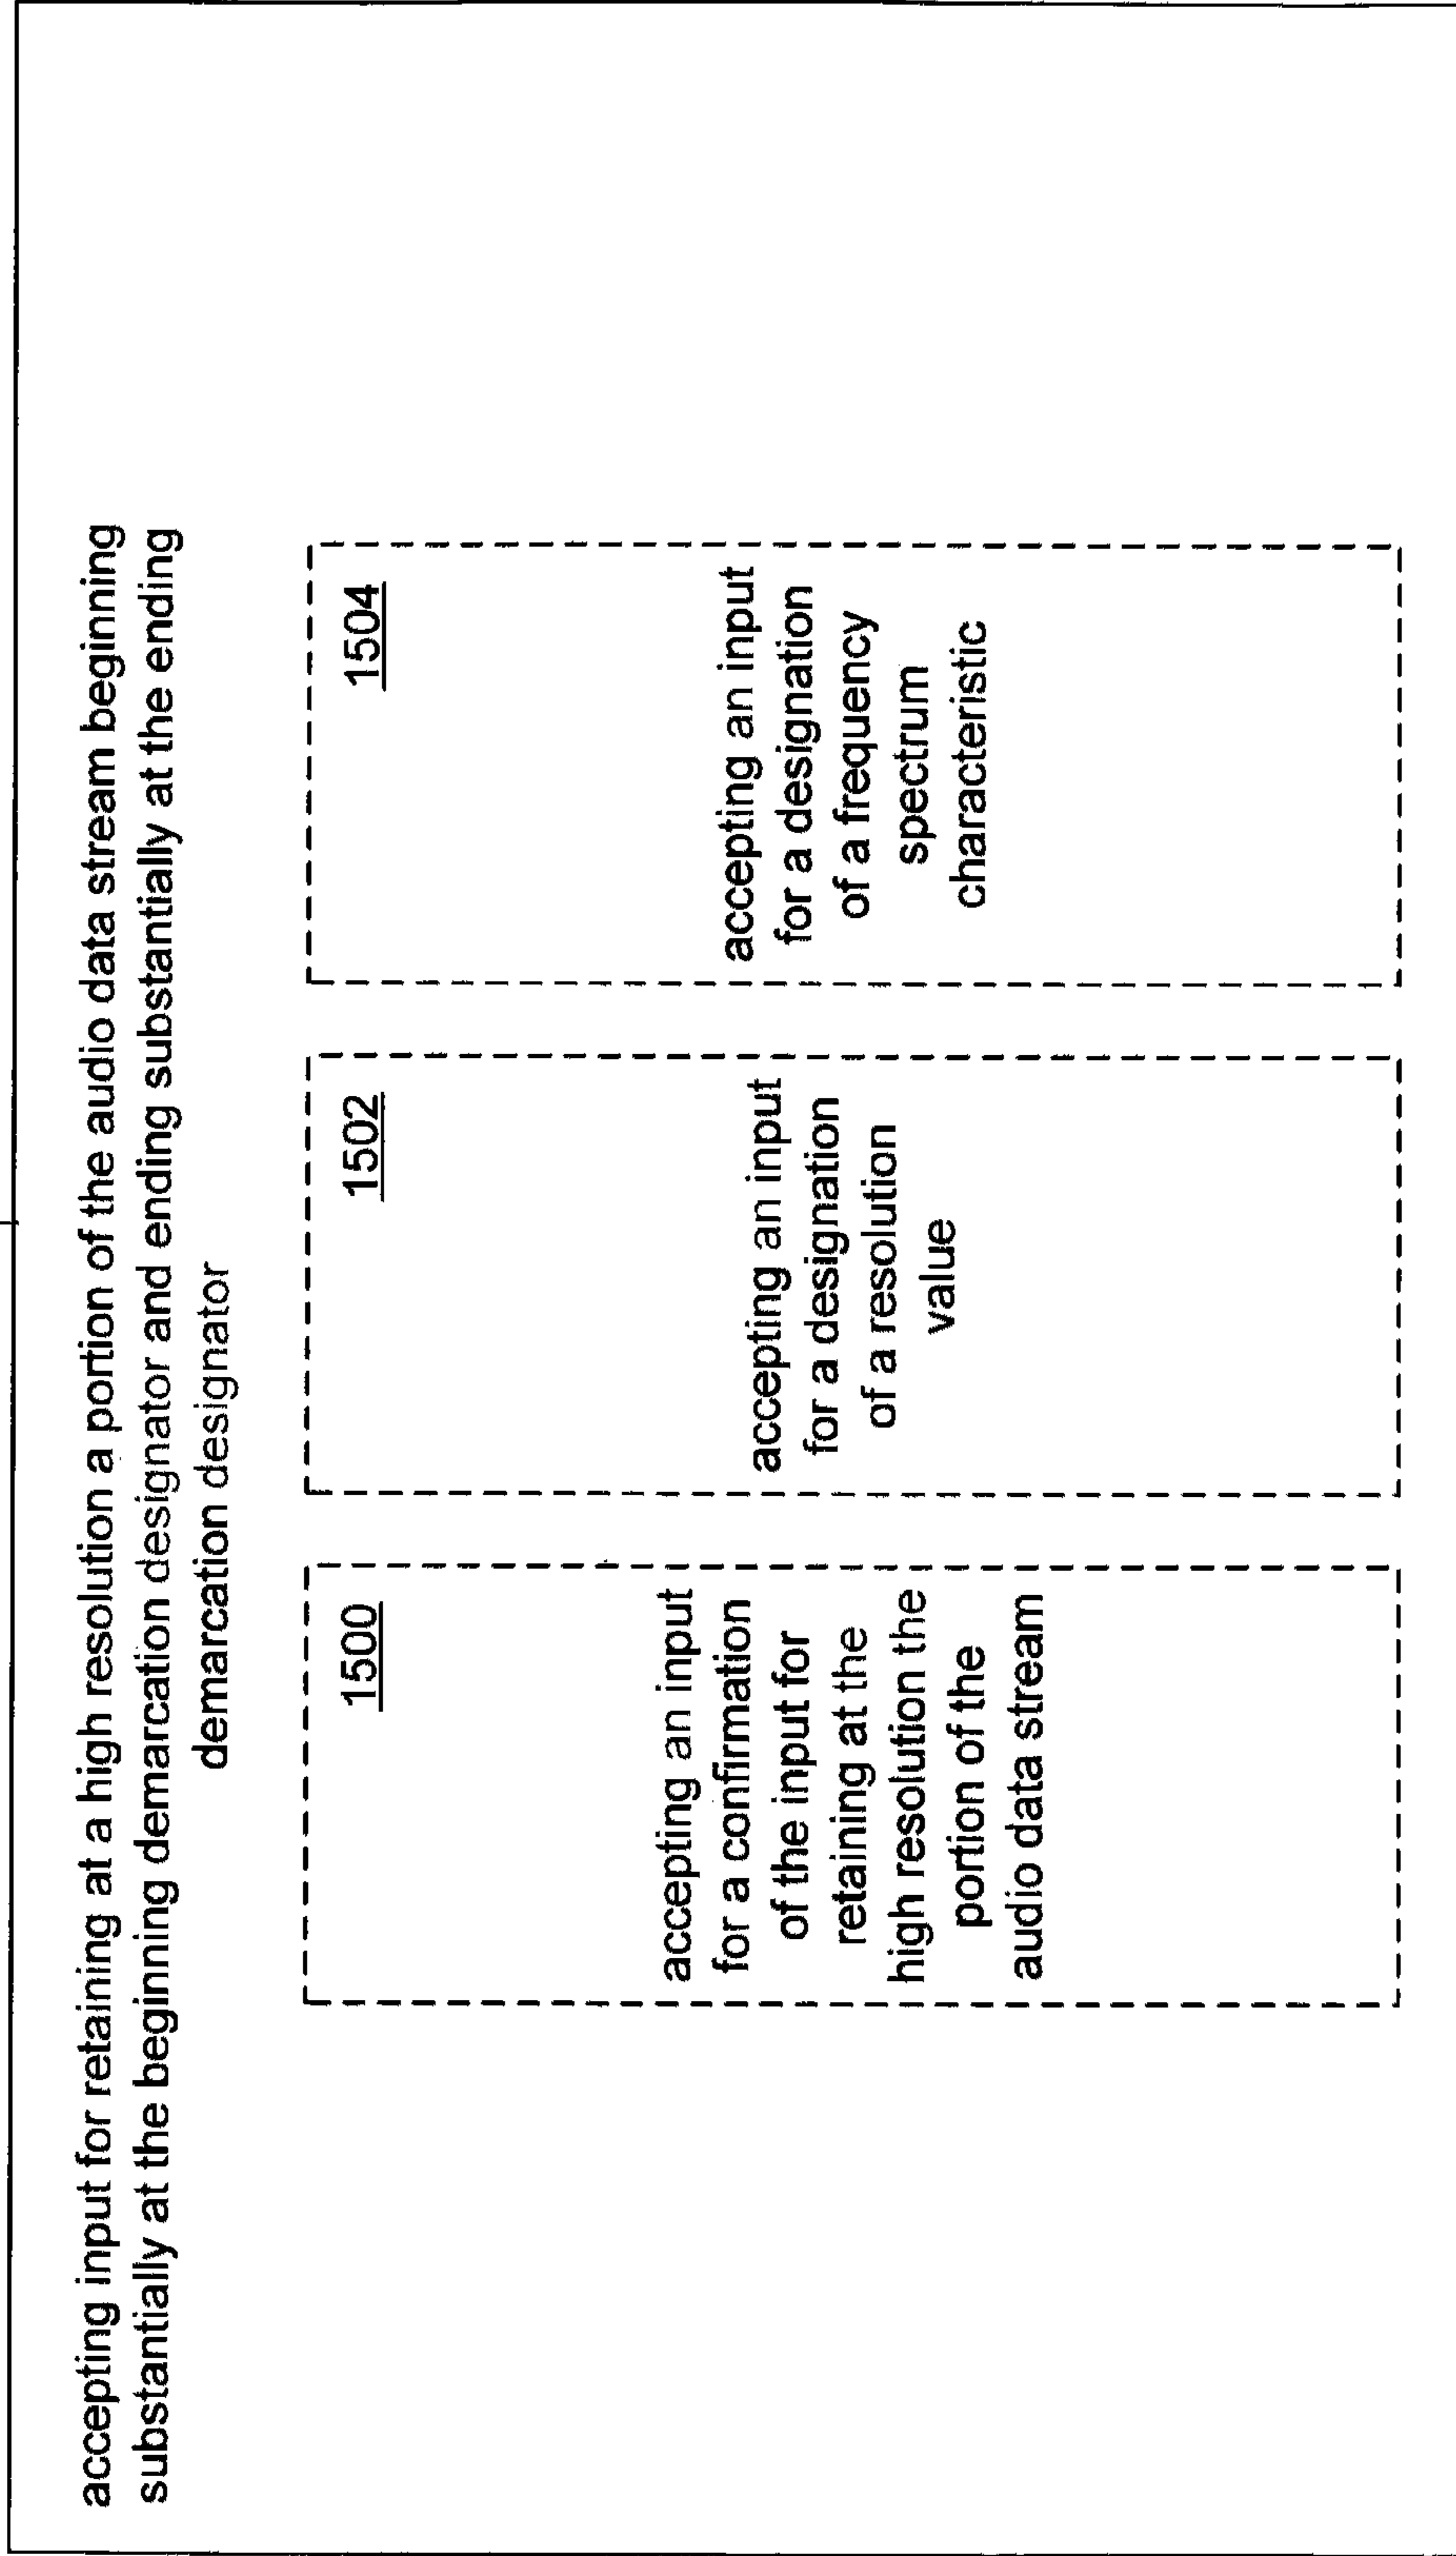 accepting input for retaining at a high resolution a portion of the audio data stream beginning
substantially at the beginning demarcation designator and ending substantially at the ending
demarcation designator
1500
accepting an input
for a confirmation
of the input for
retaining at the
high resolution the
portion of the
audio data stream
1502
accepting an input
for a designation
of a resolution
value
1504
accepting an input
for a designation
of a frequency
spectrum
characteristic